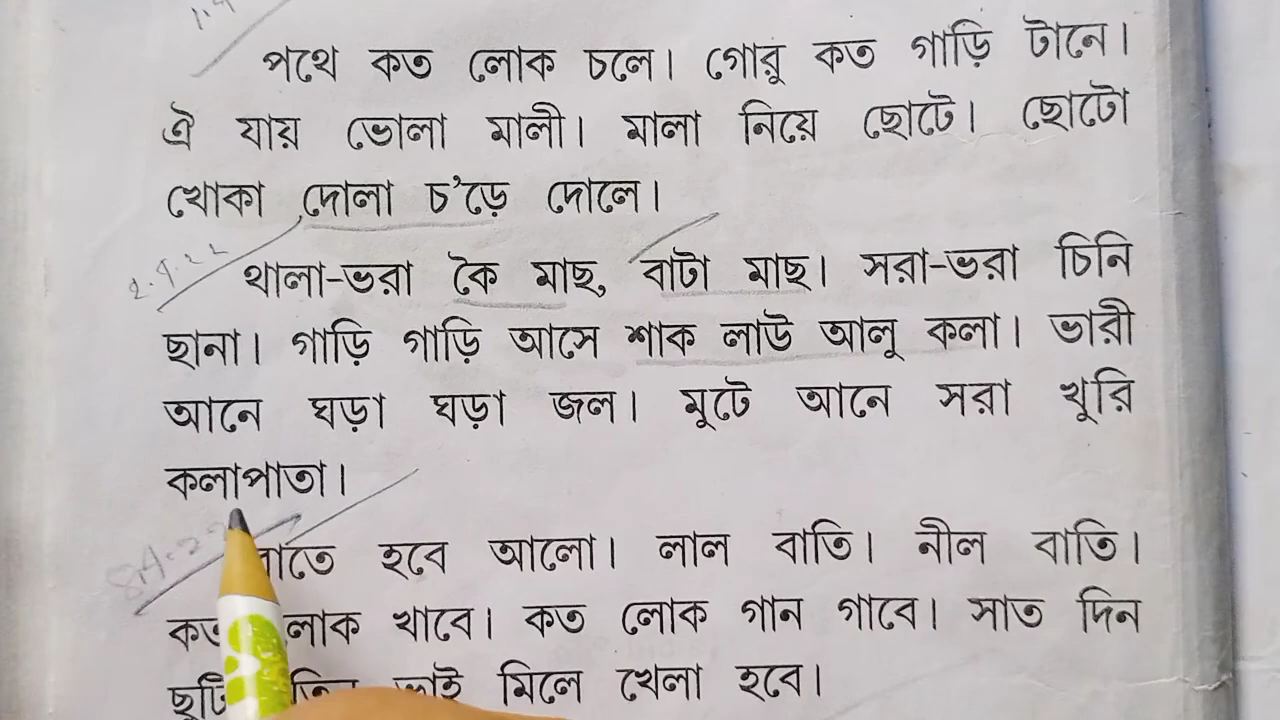 পথে কত লোক চলে। গোরু কত গাড়ি টানে।
ঐ যায় ভোলা মালী। মালা নিয়ে ছোটে। ছোটো
খোকা দোলা চ'ড়ে দোলে।
থালা-ভরা কৈ মাছ, বাটা মাছ। সরা-ভরা চিনি
ছানা। গাড়ি গাড়ি আসে শাক লাউ আলু কলা। ভারী
আনে ঘড়া ঘড়া জল। মুটে আনে সরা খুরি
কলাপাতা।
হবে আলো। লাল বাতি। নীল বাতি।
লোক খাবে। কত লোক গান গাবে। সাত দিন
ভাই মিলে খেলা হবে।